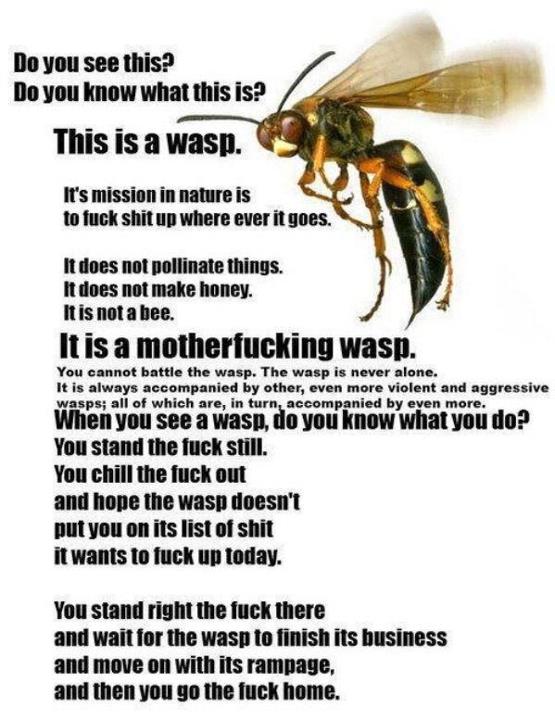 Do you see this?
Do you know what this is?
This is a wasp.
It's mission in nature is
to fuck shit up where ever it goes.
It does not pollinate things.
It does not make honey.
It is not a bee.
It is a motherfucking wasp.
You cannot battle the wasp. The wasp is never alone.
It is always accompanied by other, even more violent and aggressive
wasps; all of which are, in turn, accompanied by even more.
When you see a wasp, do you know what you do?
You stand the fuck still.
You chill the fuck out
and hope the wasp doesn't
put you on its list of shit
it wants to fuck up today.
You stand right the fuck there
and wait for the wasp to finish its business
and move on with its rampage,
and then you go the fuck home.